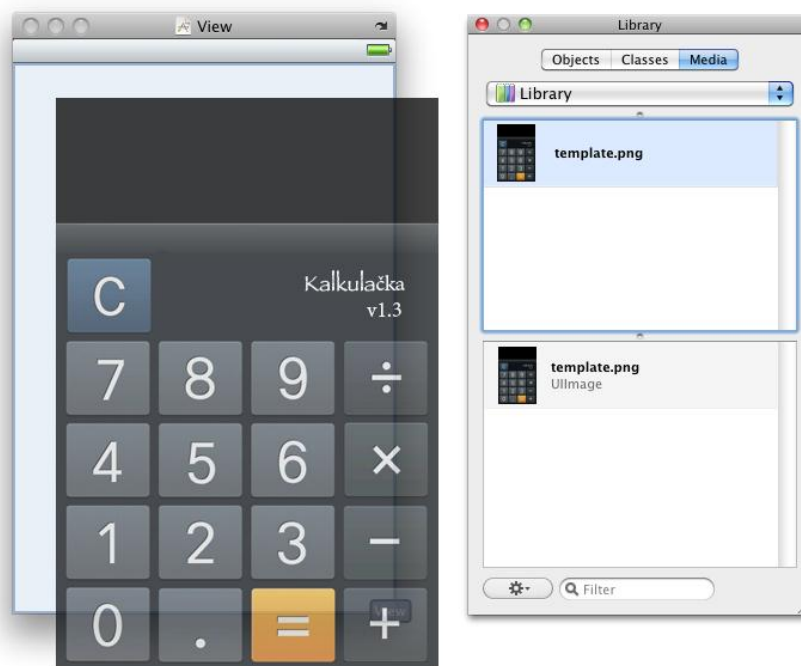 View
C
Kalkulačka
v1.3
7 8 9 ÷
4 5 6 ×
1 2 3 −
0 . = +
View
Library
Objects Classes Media
Library
template.png
template.png
UIImage
Filter